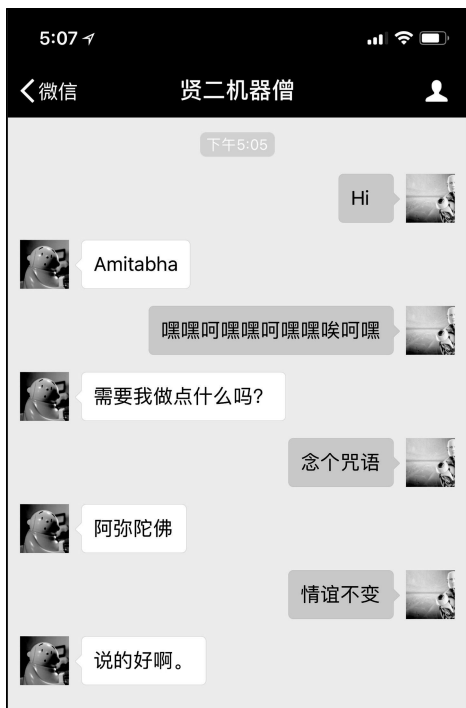 5:07
微信
贤二机器僧
下午5:05
Hi
Amitabha
嘿嘿呵嘿嘿呵嘿嘿唉呵嘿
需要我做点什么吗？
念个咒语
阿弥陀佛
情谊不变
说的好啊。